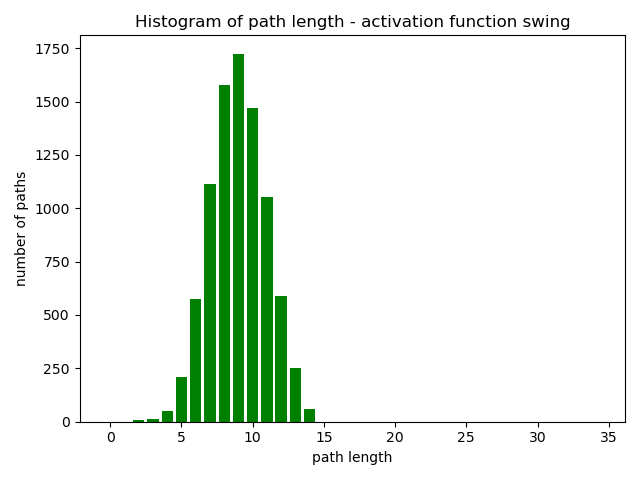 Histogram of path length - activation function swing
number of paths
1750
1500
1250
1000
750
500
250
0
0 5 10 15 20 25 30 35
path length